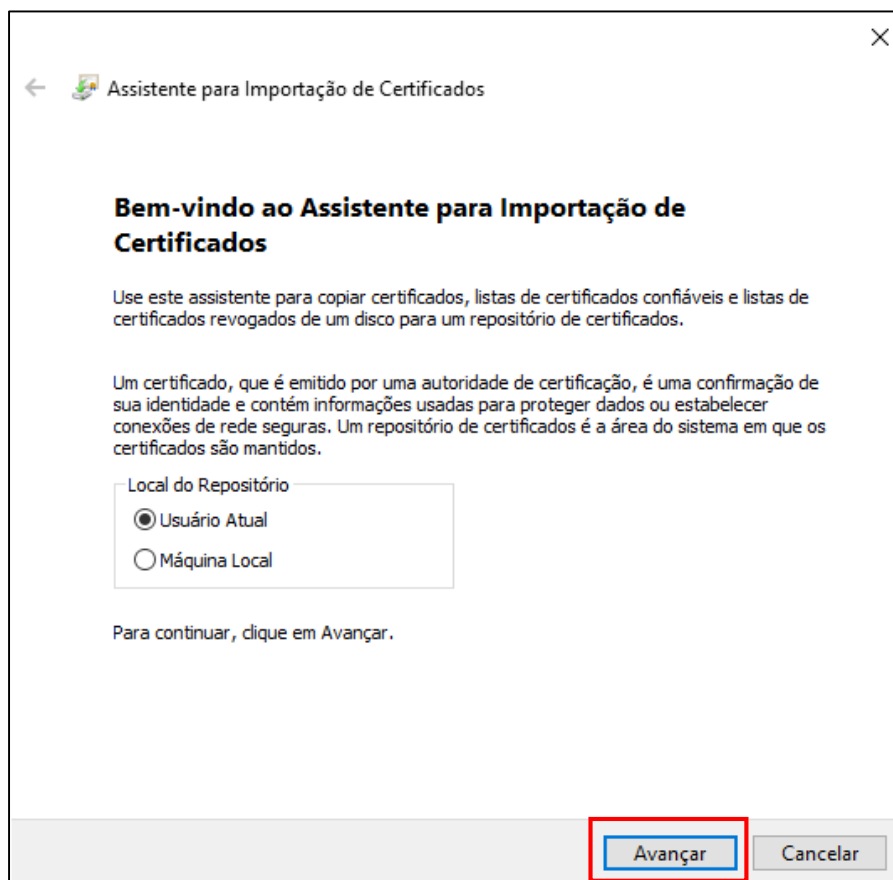 Assistente para Importação de Certificados
Bem-vindo ao Assistente para Importação de
Certificados
Use este assistente para copiar certificados, listas de certificados confiáveis e listas de
certificados revogados de um disco para um repositório de certificados.
Um certificado, que é emitido por uma autoridade de certificação, é uma confirmação de
sua identidade e contém informações usadas para proteger dados ou estabelecer
conexões de rede seguras. Um repositório de certificados é a área do sistema em que os
certificados são mantidos.
Local do Repositório
Usuário Atual
Máquina Local
Para continuar, clique em Avançar.
Avançar
Cancelar